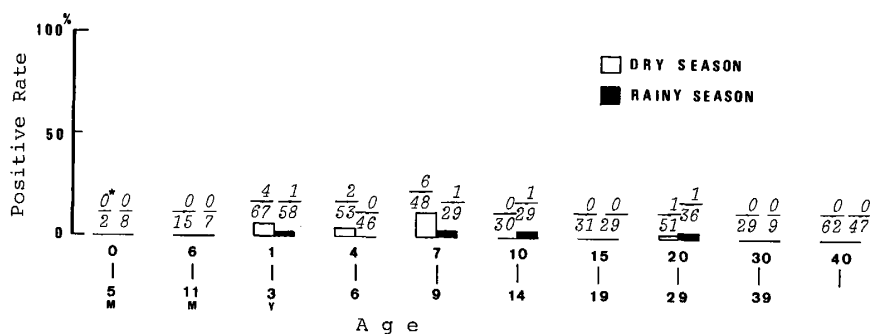 100%
50
0
Positive Rate
DRY SEASON
RAINY SEASON
0* 0 0 0 4 1 2 0 6 1 0 1 0 0 1 1 0 0 0 0
2 8 15 7 67 58 53 46 48 29 30 29 31 29 51 36 29 9 62 47
0 6 1 4 7 10 15 20 30 40
5 11 3 6 9 14 19 29 39
M M Y
Age